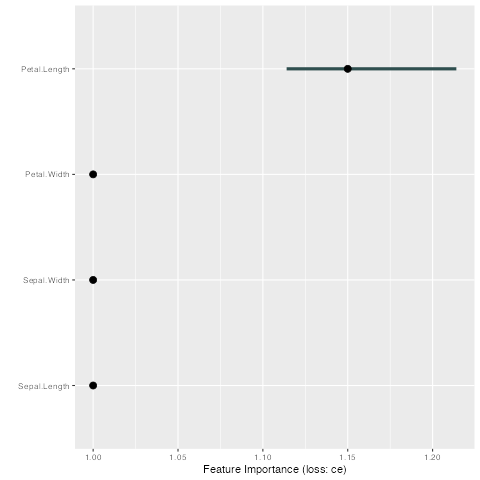 Petal.Length
Petal.Width
Sepal.Width
Sepal.Length
1.00 1.05 1.10 1.15 1.20
Feature Importance (loss: ce)